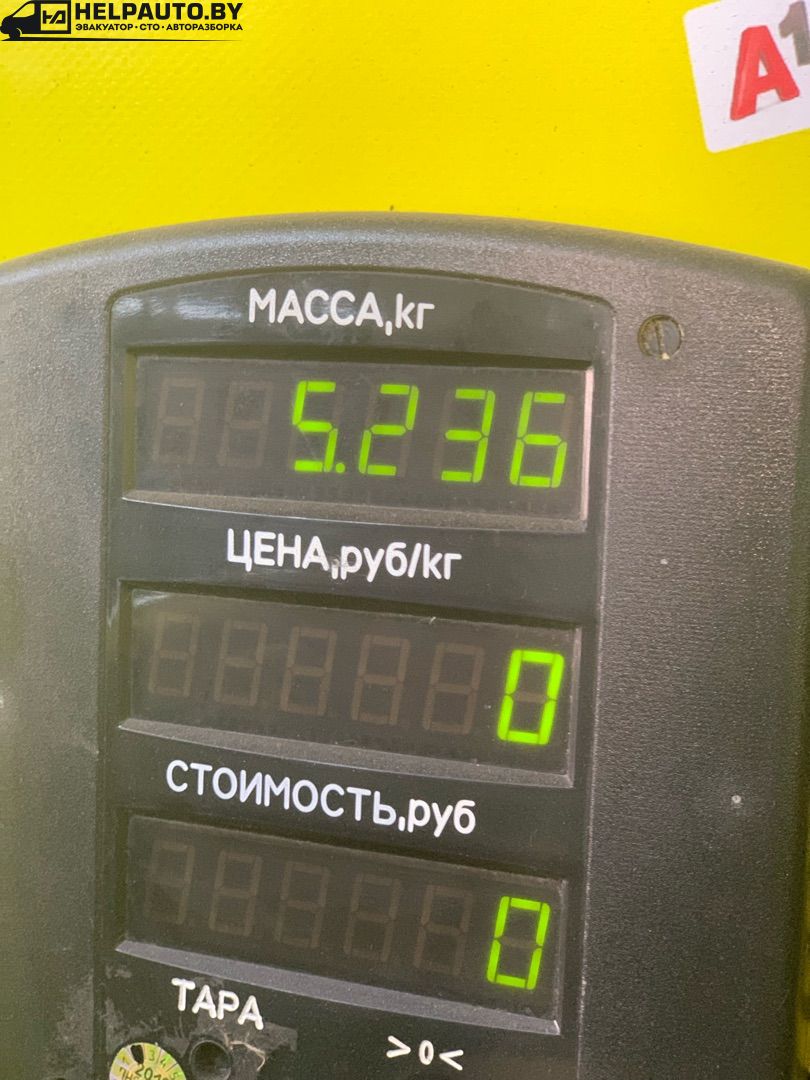 HELPAUTO.BY
ЭВАКУАТОР • СТО • АВТОРАЗБОРКА
A1
МАССА,кг
5.236
ЦЕНА,руб/кг
0
СТОИМОСТЬ,руб
0
ТАРА
>0<